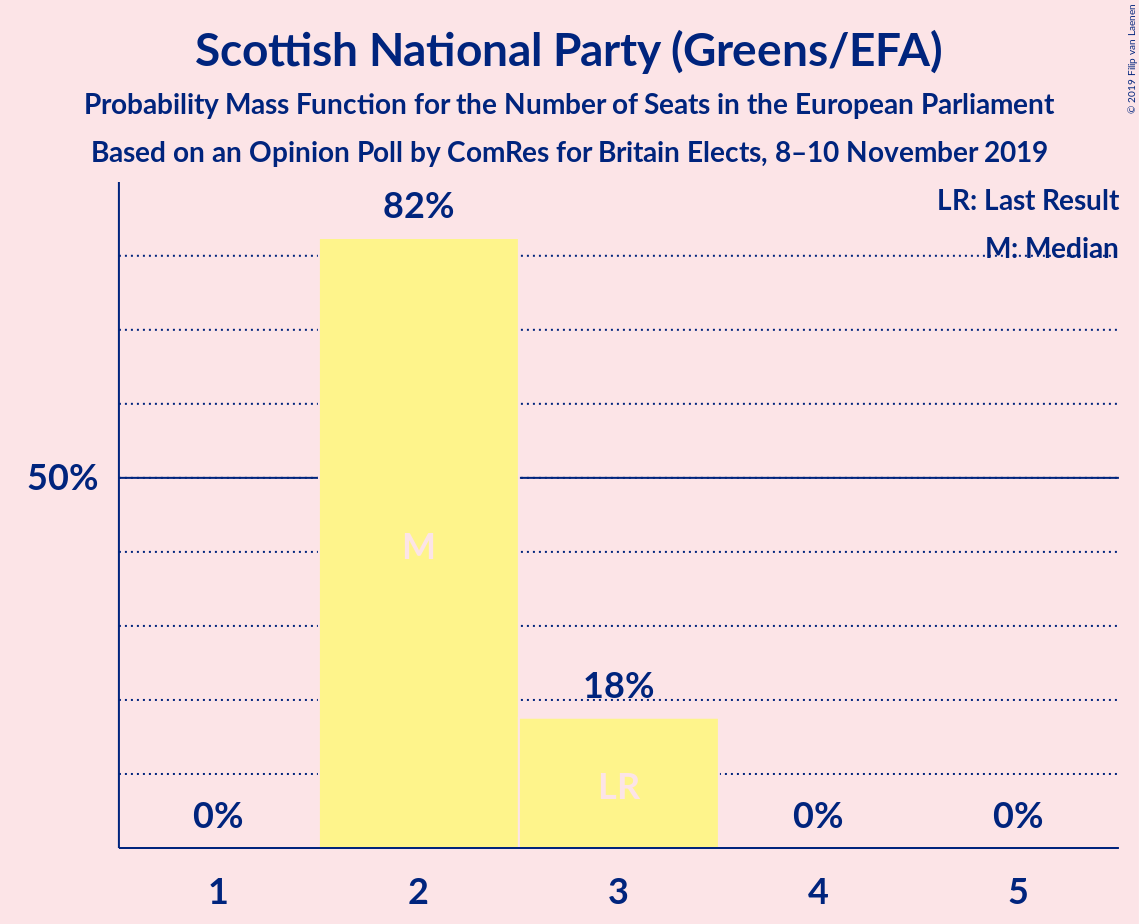 Scottish National Party (Greens/EFA)
Probability Mass Function for the Number of Seats in the European Parliament
Based on an Opinion Poll by ComRes for Britain Elects, 8–10 November 2019
© 2019 Filip van Laenen
LR: Last Result
M: Median
82%
50%
M
18%
LR
0%
0%
0%
1
2
3
4
5